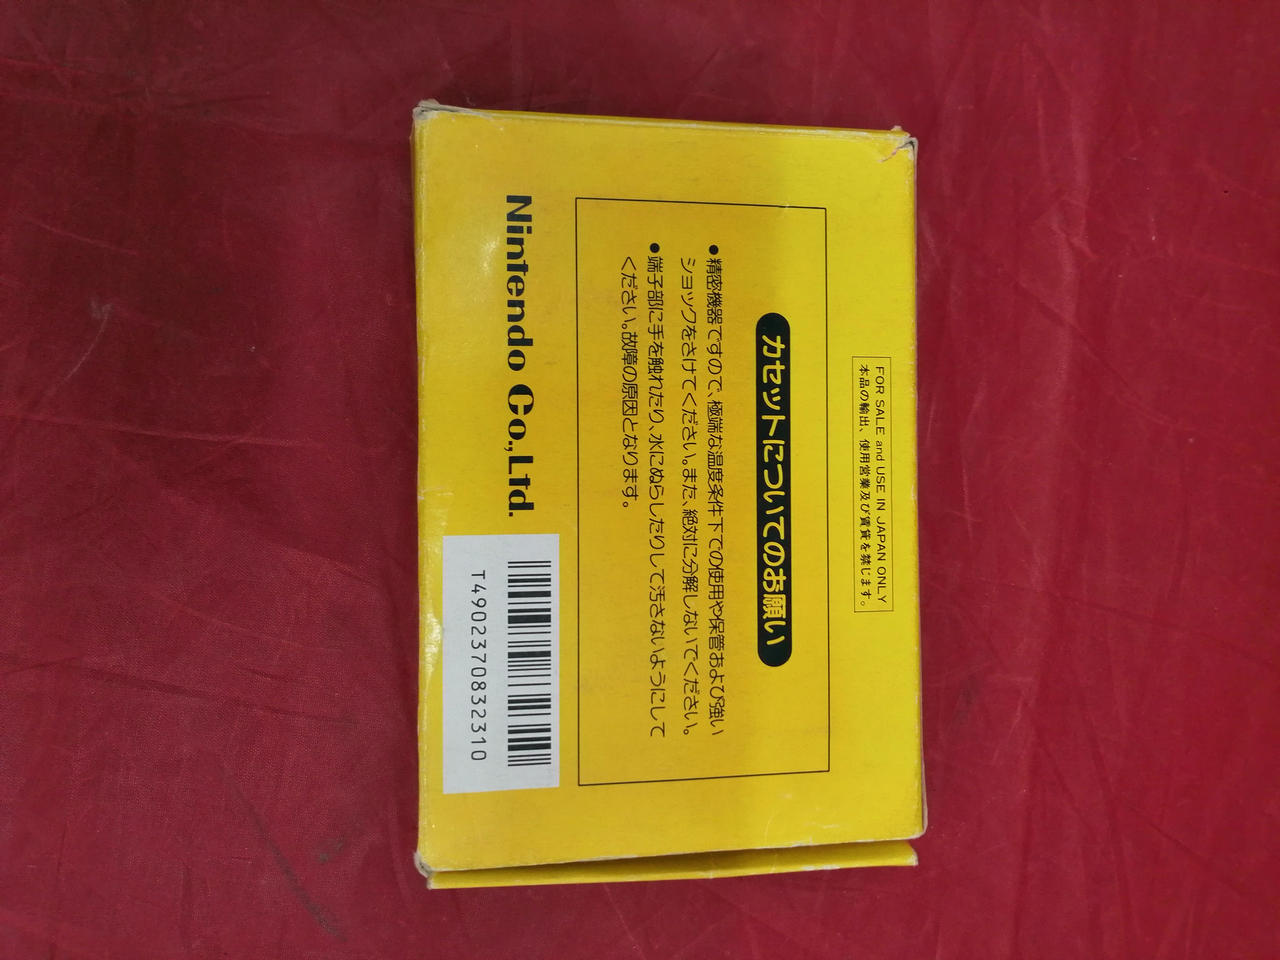 FOR SALE and USE IN JAPAN ONLY
本品の輸出、使用営業及び賃貸を禁じます。
カセットについてのお願い
●精密機器ですので、極端な温度条件下での使用や保管および強い
ショックをさけてください。また、絶対に分解しないでください。
●端子部に手を触れたり、水にぬらしたりして汚さないようにして
ください。故障の原因となります。
Nintendo Co.,Ltd.
T4902370832310